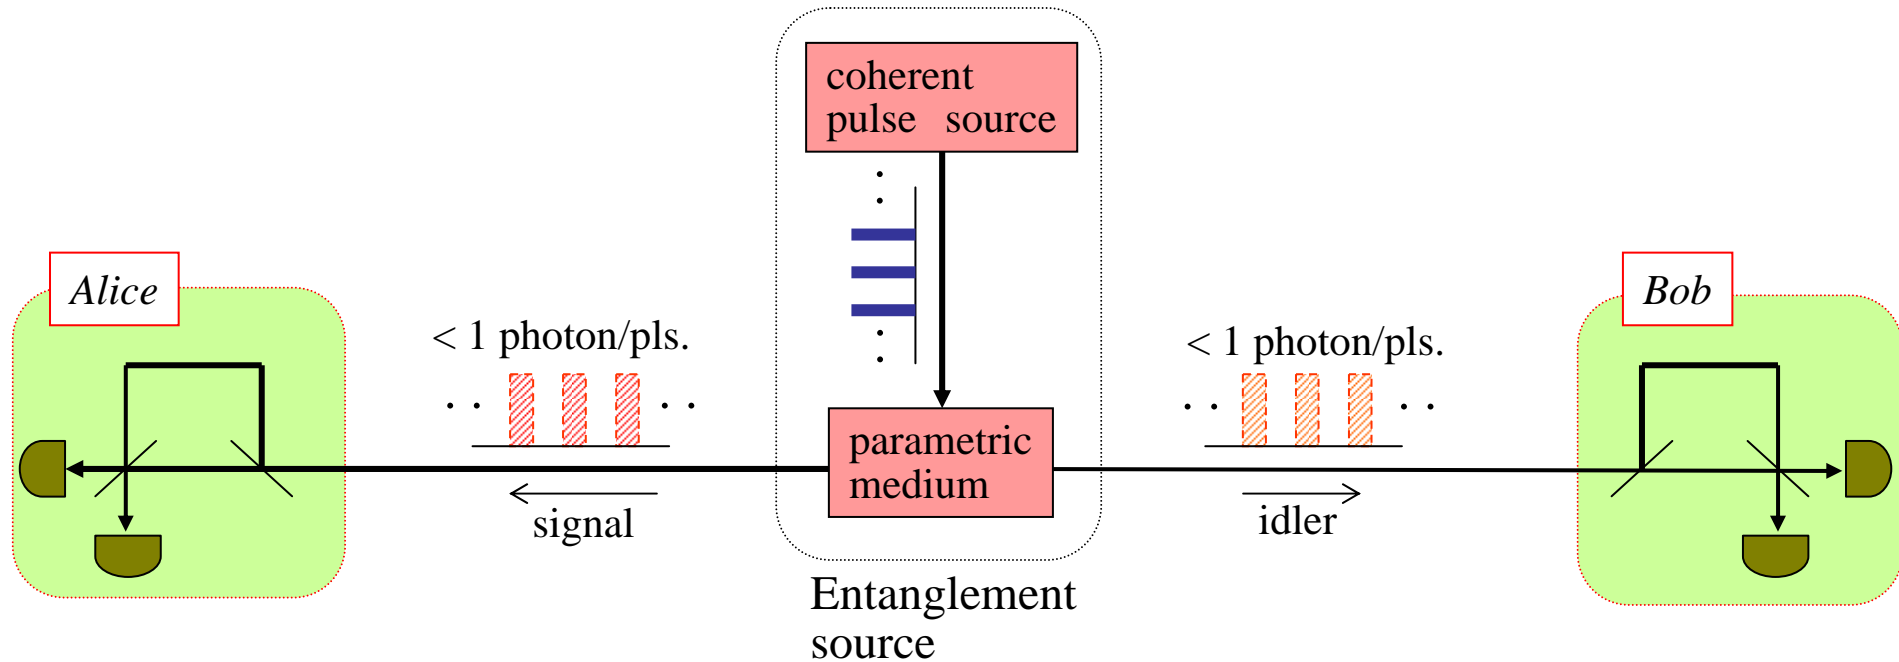 coherent
pulse source
Alice
Bob
< 1 photon/pls.
< 1 photon/pls.
parametric
medium
signal
idler
Entanglement
source